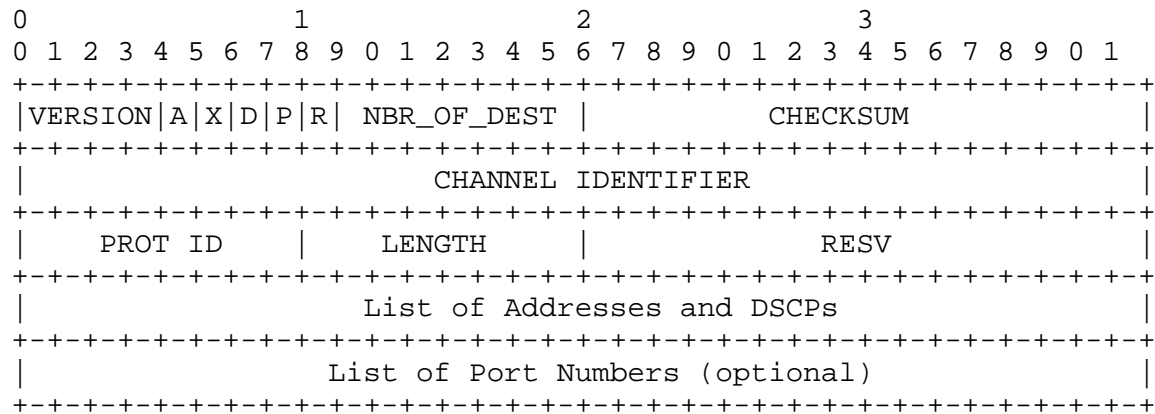 0                   1                   2                   3
0 1 2 3 4 5 6 7 8 9 0 1 2 3 4 5 6 7 8 9 0 1 2 3 4 5 6 7 8 9 0 1
+-+-+-+-+-+-+-+-+-+-+-+-+-+-+-+-+-+-+-+-+-+-+-+-+-+-+-+-+-+-+-+-+
|VERSION|A|X|D|P|R| NBR_OF_DEST |            CHECKSUM           |
+-+-+-+-+-+-+-+-+-+-+-+-+-+-+-+-+-+-+-+-+-+-+-+-+-+-+-+-+-+-+-+-+
|                       CHANNEL IDENTIFIER                      |
+-+-+-+-+-+-+-+-+-+-+-+-+-+-+-+-+-+-+-+-+-+-+-+-+-+-+-+-+-+-+-+-+
|    PROT ID    |    LENGTH     |             RESV              |
+-+-+-+-+-+-+-+-+-+-+-+-+-+-+-+-+-+-+-+-+-+-+-+-+-+-+-+-+-+-+-+-+
|                   List of Addresses and DSCPs                 |
+-+-+-+-+-+-+-+-+-+-+-+-+-+-+-+-+-+-+-+-+-+-+-+-+-+-+-+-+-+-+-+-+
|                 List of Port Numbers (optional)               |
+-+-+-+-+-+-+-+-+-+-+-+-+-+-+-+-+-+-+-+-+-+-+-+-+-+-+-+-+-+-+-+-+